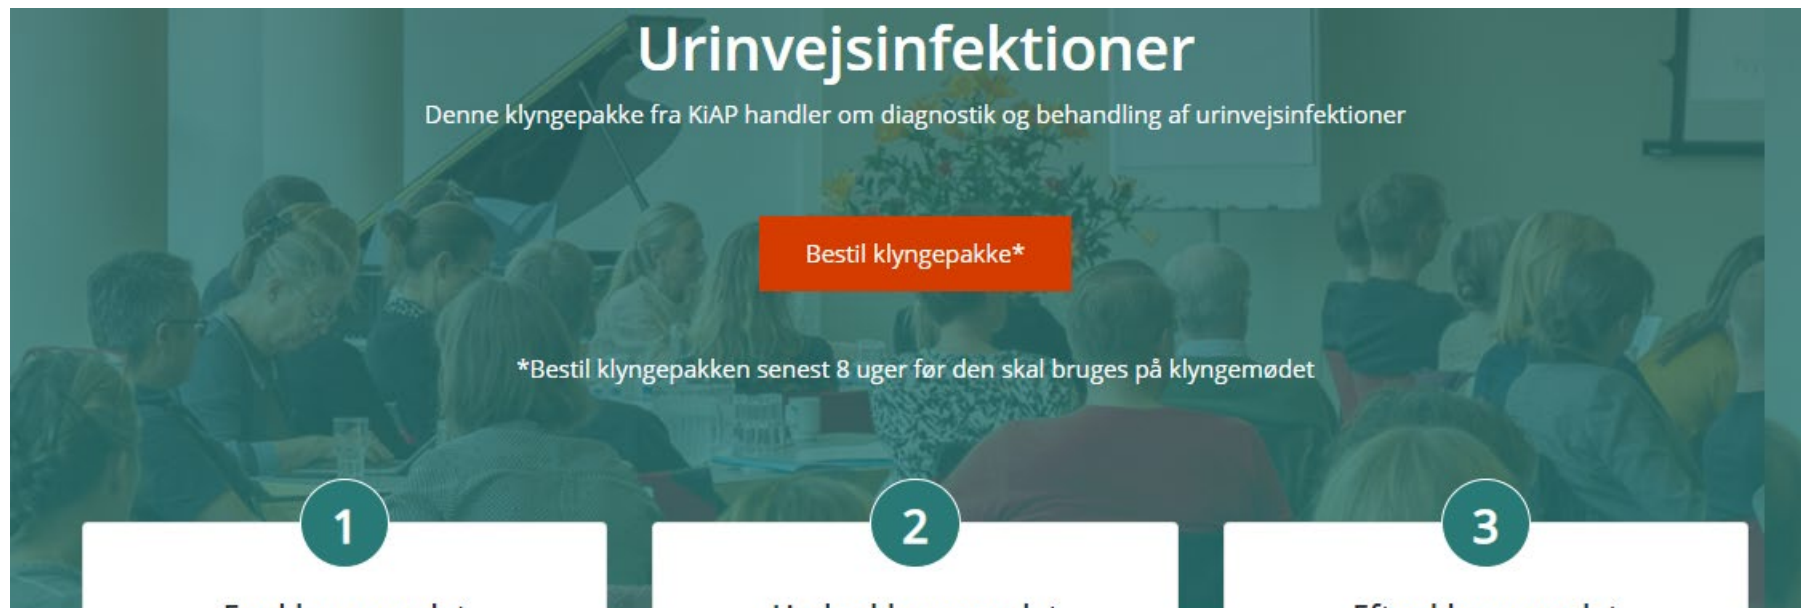 Urinvejsinfektioner
Denne klyngepakke fra KiAP handler om diagnostik og behandling af urinvejsinfektioner
Bestil klyngepakke*
*Bestil klyngepakken senest 8 uger før den skal bruges på klyngemødet
1
2
3